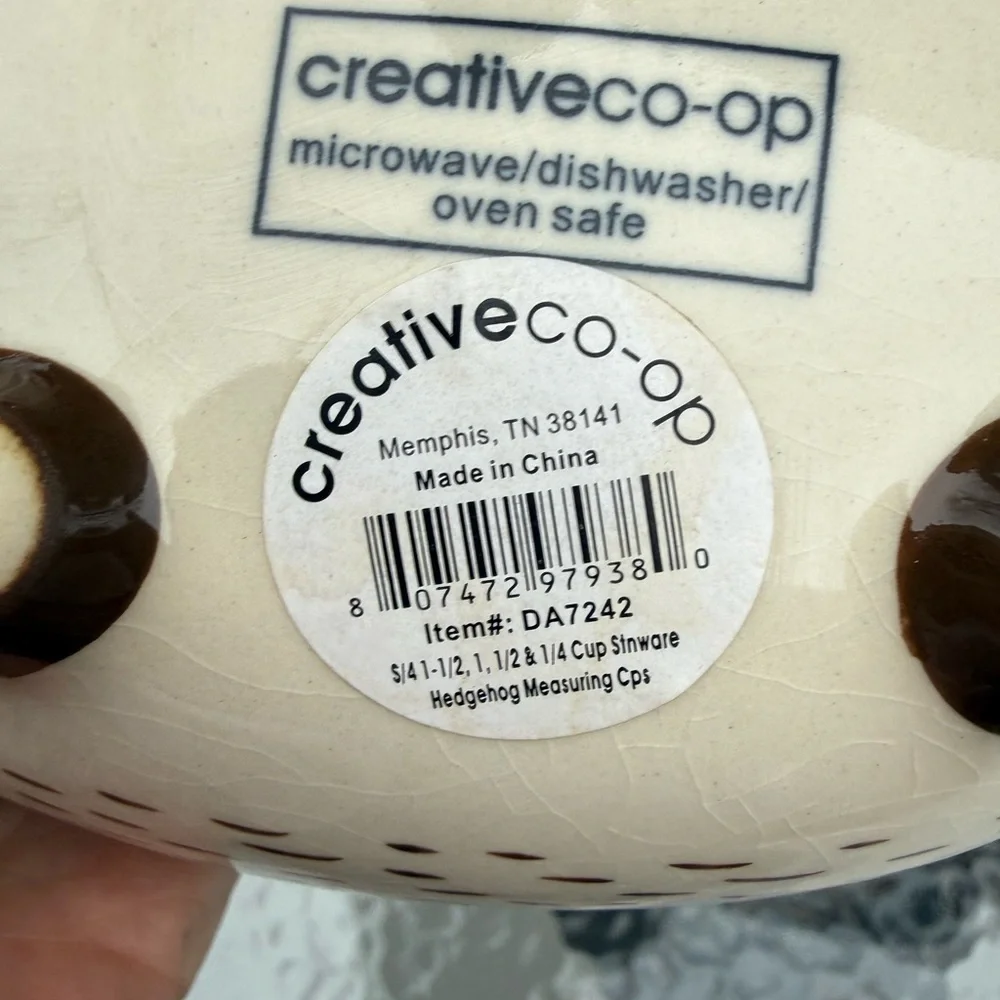 creativeco-op
microwave/dishwasher/
oven safe
creativeco-op
Memphis, TN 38141
Made in China
8 07472 97938 0
Item#: DA7242
S/4 1-1/2, 1, 1/2 & 1/4 Cup Stnware
Hedgehog Measuring Cps